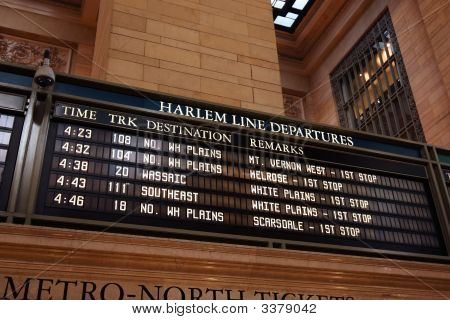 HARLEM LINE DEPARTURES
TIME TRK DESTINATION REMARKS
4:23 108 NO. WH PLAINS MT. VERNON WEST - 1ST STOP
4:32 104 NO. WH PLAINS MELROSE - 1ST STOP
4:38 20 WASSAIC WHITE PLAINS - 1ST STOP
4:43 111 SOUTHEAST WHITE PLAINS - 1ST STOP
4:46 18 NO. WH PLAINS SCARSDALE - 1ST STOP
METRO-NORTH TICKETS
Image ID: 3379042
bigstock.com